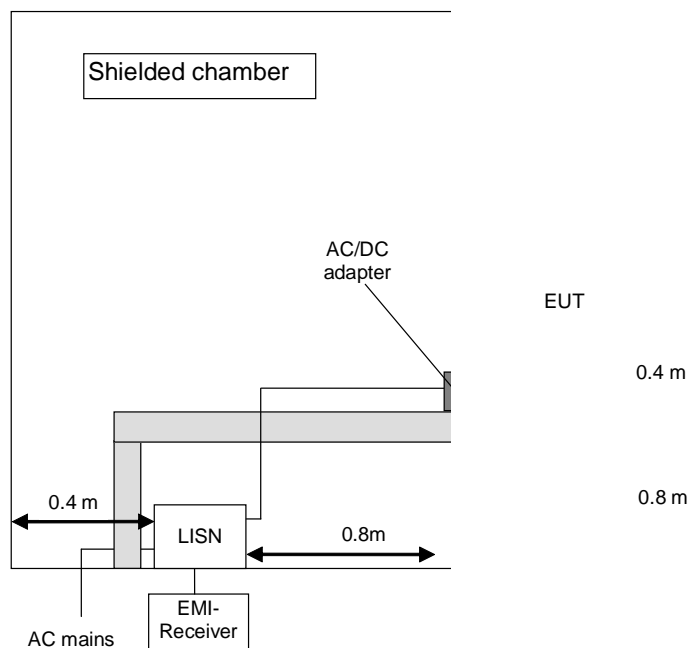 Shielded chamber
AC/DC
adapter
EUT
0.4 m
0.4 m
0.8 m
LISN
0.8m
EMI-
Receiver
AC mains